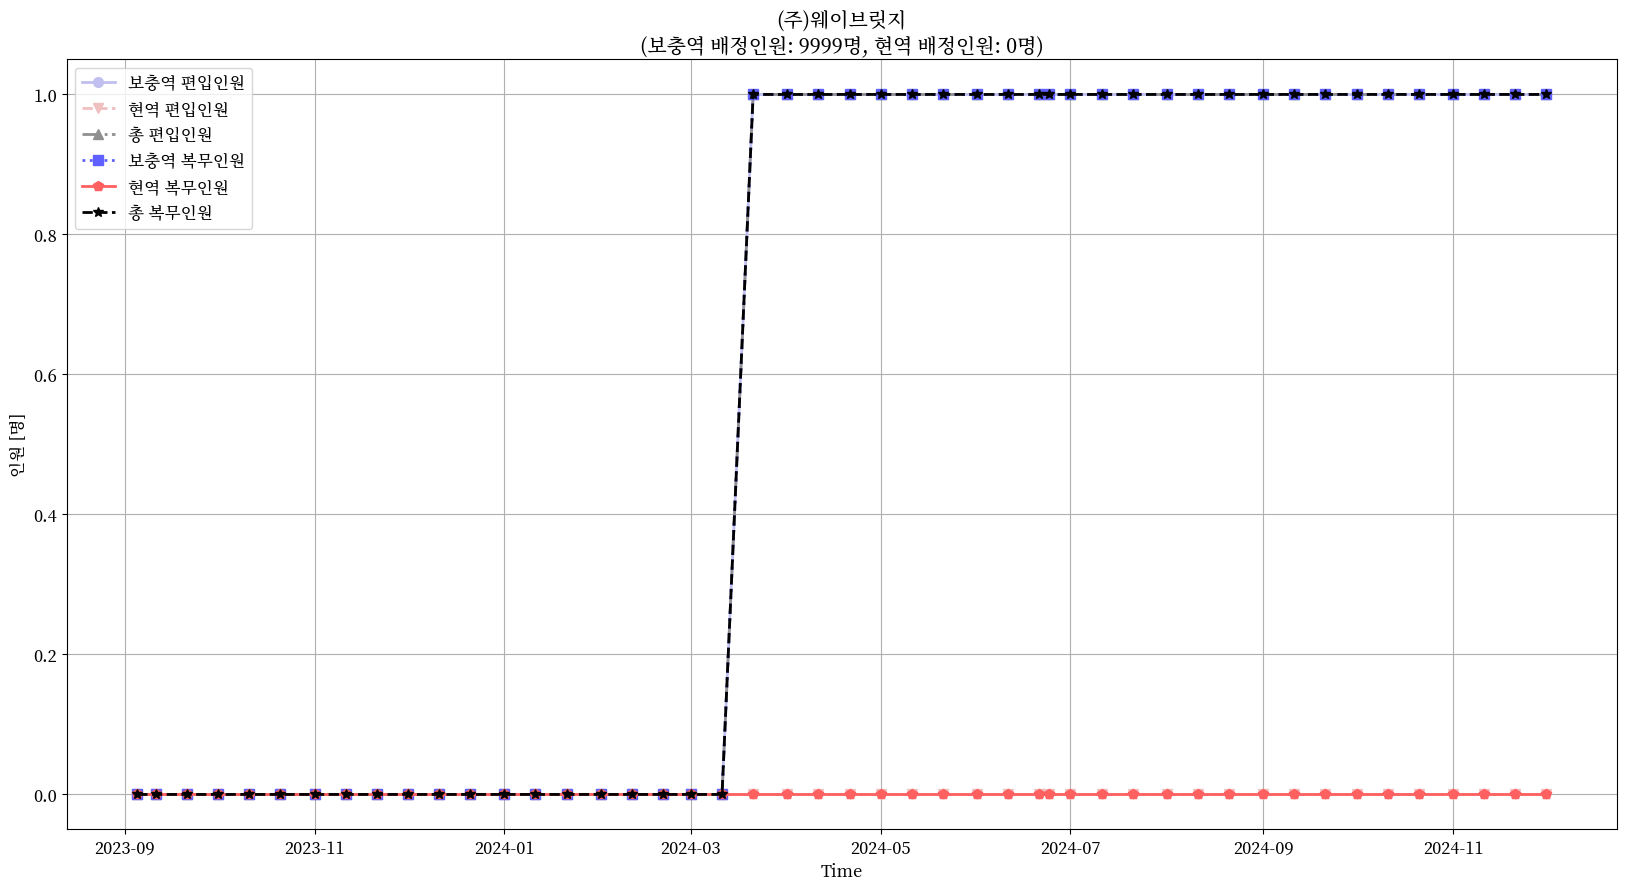 (주)웨이브릿지
(보충역 배정인원: 9999명, 현역 배정인원: 0명)
보충역 편입인원
현역 편입인원
총 편입인원
보충역 복무인원
현역 복무인원
총 복무인원
1.0
0.8
0.6
0.4
0.2
0.0
인원 [명]
2023-09
2023-11
2024-01
2024-03
2024-05
2024-07
2024-09
2024-11
Time